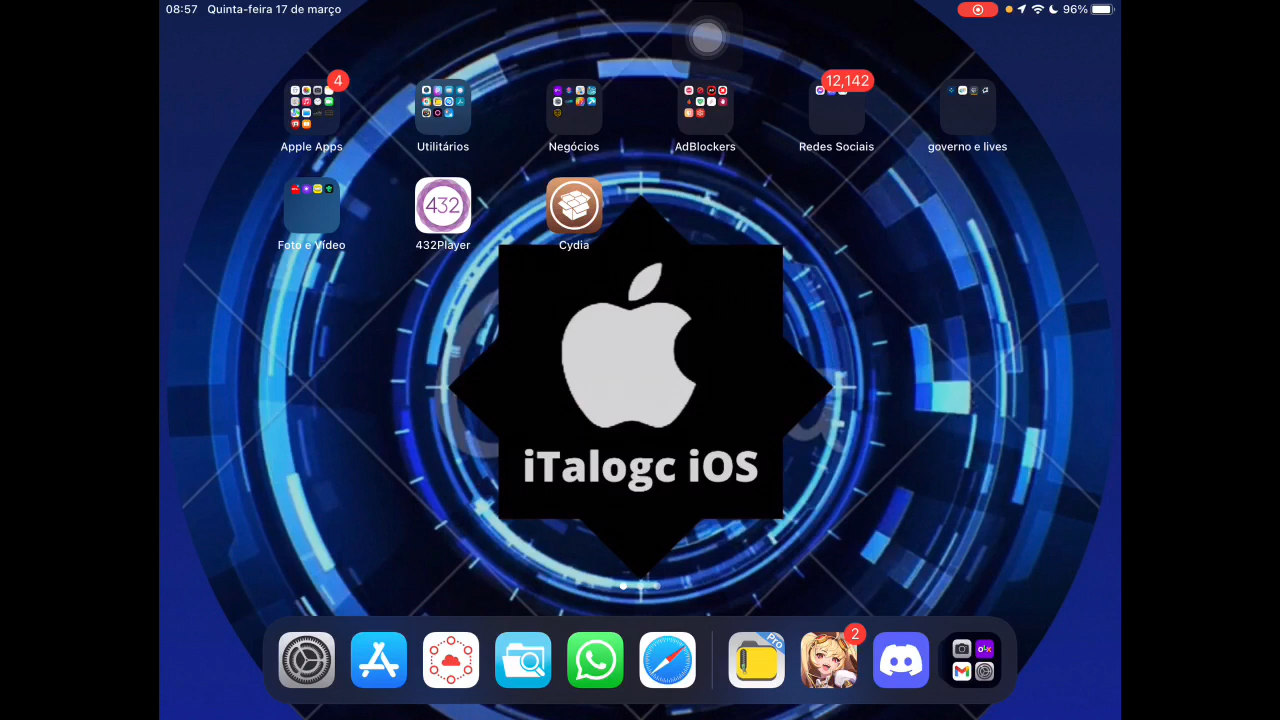 08:57 Quinta-feira 17 de março
96%
4
12,142
Apple Apps
Utilitários
Negócios
AdBlockers
Redes Sociais
governo e lives
432
Foto e Vídeo
432Player
Cydia
iTalogc iOS
Pro
2
OLX